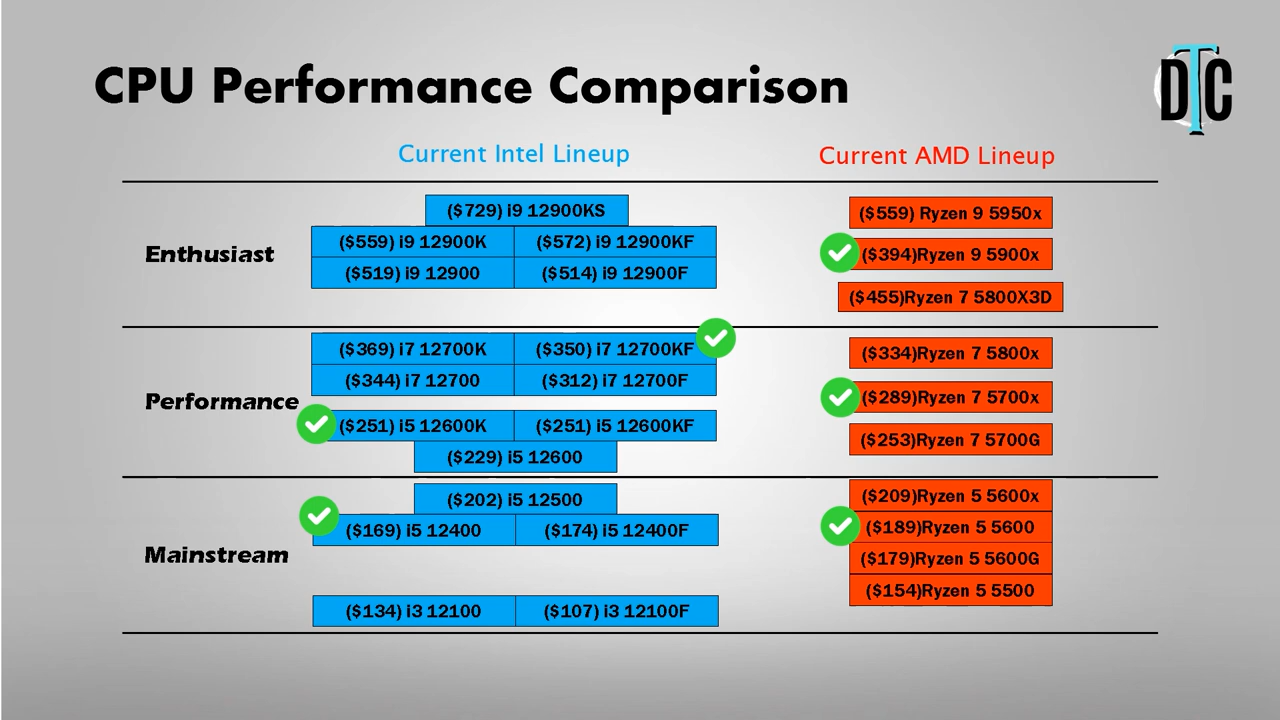 CPU Performance Comparison
DTC
Current Intel Lineup
Current AMD Lineup
Enthusiast
($729) i9 12900KS
($559) i9 12900K
($572) i9 12900KF
($519) i9 12900
($514) i9 12900F
($559) Ryzen 9 5950x
($394)Ryzen 9 5900x
($455)Ryzen 7 5800X3D
Performance
($369) i7 12700K
($350) i7 12700KF
($344) i7 12700
($312) i7 12700F
($251) i5 12600K
($251) i5 12600KF
($229) i5 12600
($334)Ryzen 7 5800x
($289)Ryzen 7 5700x
($253)Ryzen 7 5700G
Mainstream
($202) i5 12500
($169) i5 12400
($174) i5 12400F
($134) i3 12100
($107) i3 12100F
($209)Ryzen 5 5600x
($189)Ryzen 5 5600
($179)Ryzen 5 5600G
($154)Ryzen 5 5500